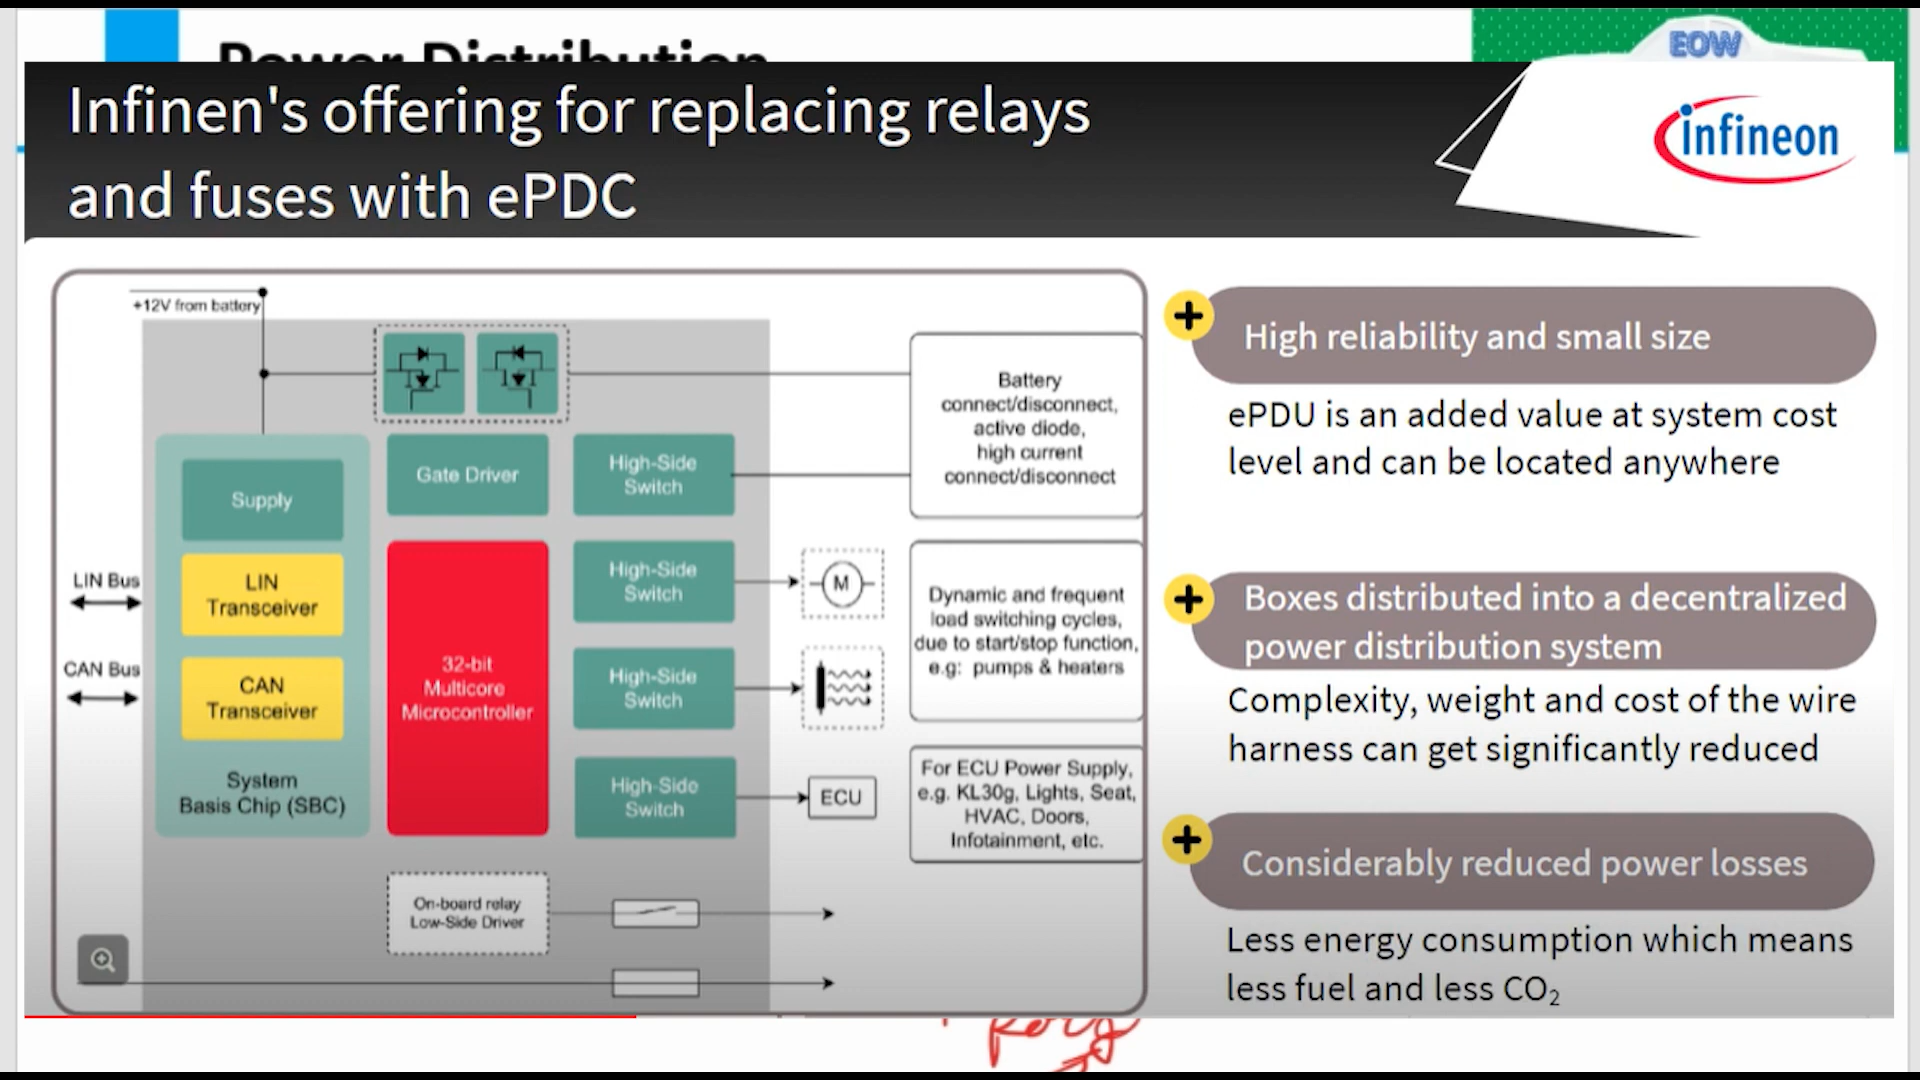 Power Distribution
EOW
Infinen's offering for replacing relays
and fuses with ePDC
infineon
+12V from battery
Supply
LIN
Transceiver
CAN
Transceiver
System
Basis Chip (SBC)
LIN Bus
CAN Bus
Gate Driver
32-bit
Multicore
Microcontroller
High-Side
Switch
High-Side
Switch
High-Side
Switch
High-Side
Switch
M
ECU
On-board relay
Low-Side Driver
Battery
connect/disconnect,
active diode,
high current
connect/disconnect
Dynamic and frequent
load switching cycles,
due to start/stop function,
e.g: pumps & heaters
For ECU Power Supply,
e.g. KL30g, Lights, Seat,
HVAC, Doors,
Infotainment, etc.
High reliability and small size
ePDU is an added value at system cost
level and can be located anywhere
Boxes distributed into a decentralized
power distribution system
Complexity, weight and cost of the wire
harness can get significantly reduced
Considerably reduced power losses
Less energy consumption which means
less fuel and less CO₂